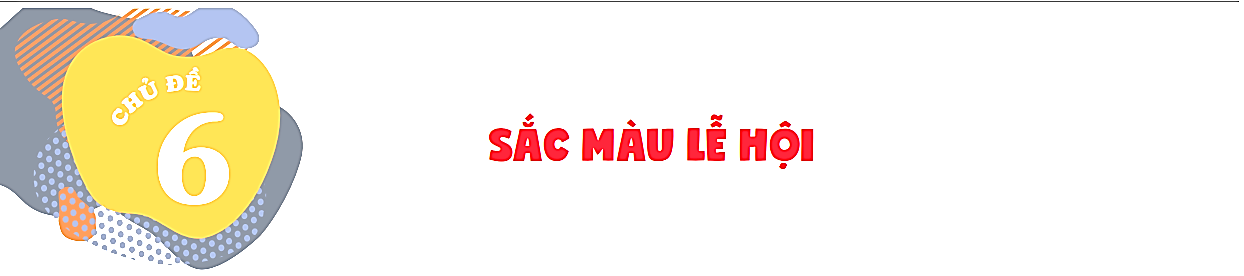 CHỦ ĐỀ
6
SẮC MÀU LỄ HỘI